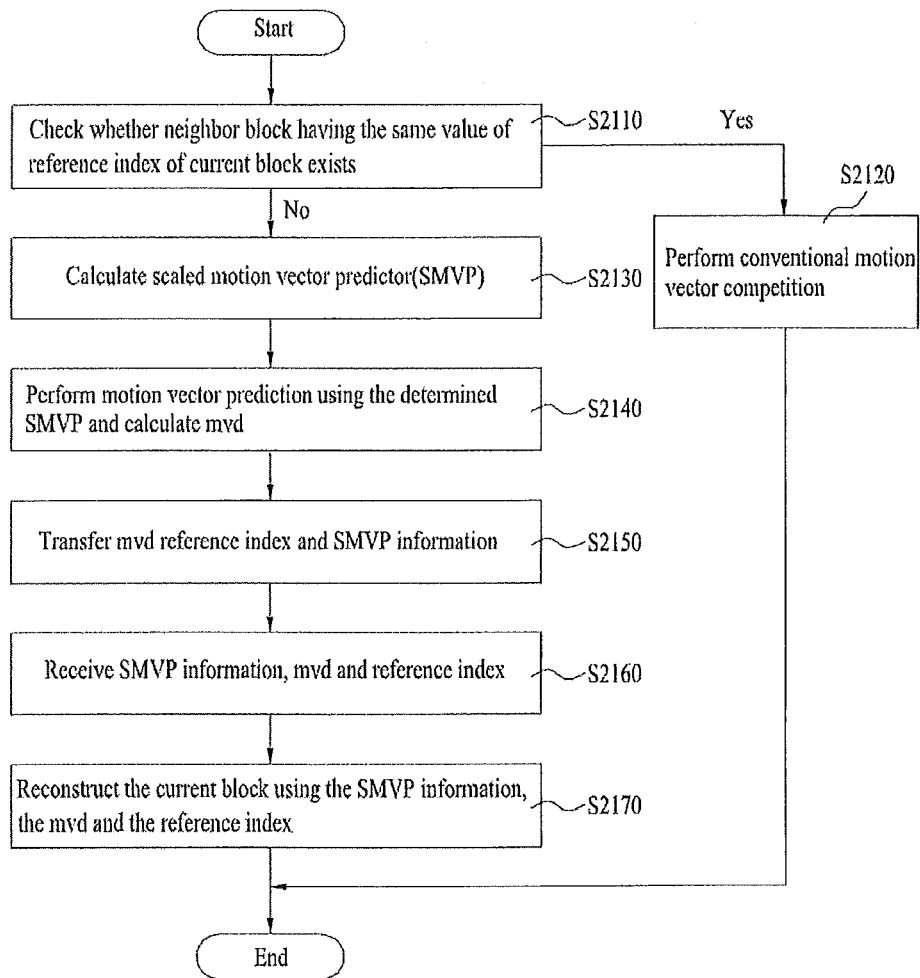 Start
Check whether neighbor block having the same value of
reference index of current block exists
S2110
Yes
No
S2120
Perform conventional motion
vector competition
Calculate scaled motion vector predictor(SMVP)
S2130
Perform motion vector prediction using the determined
SMVP and calculate mvd
S2140
Transfer mvd reference index and SMVP information
S2150
Receive SMVP information, mvd and reference index
S2160
Reconstruct the current block using the SMVP information,
the mvd and the reference index
S2170
End